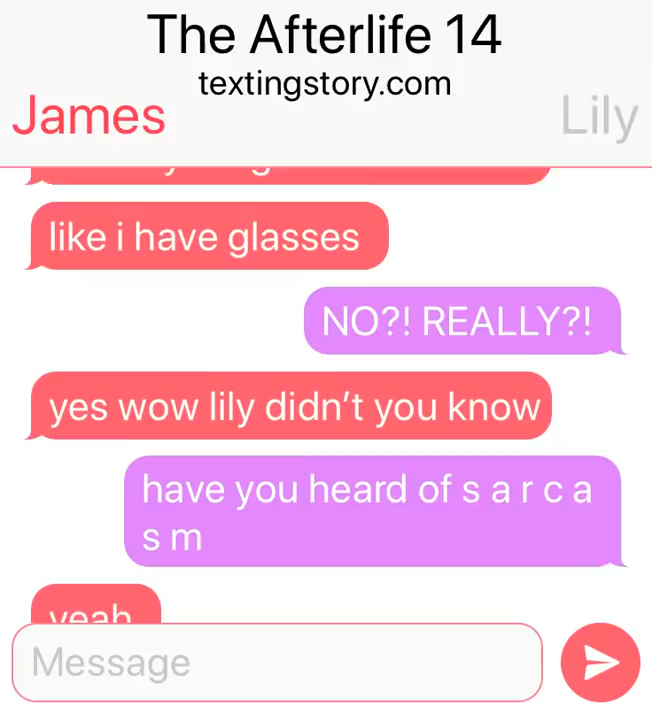 The Afterlife 14
textingstory.com
James
Lily
like i have glasses
NO?! REALLY?!
yes wow lily didn’t you know
have you heard of s a r c a
s m
yeah
Message